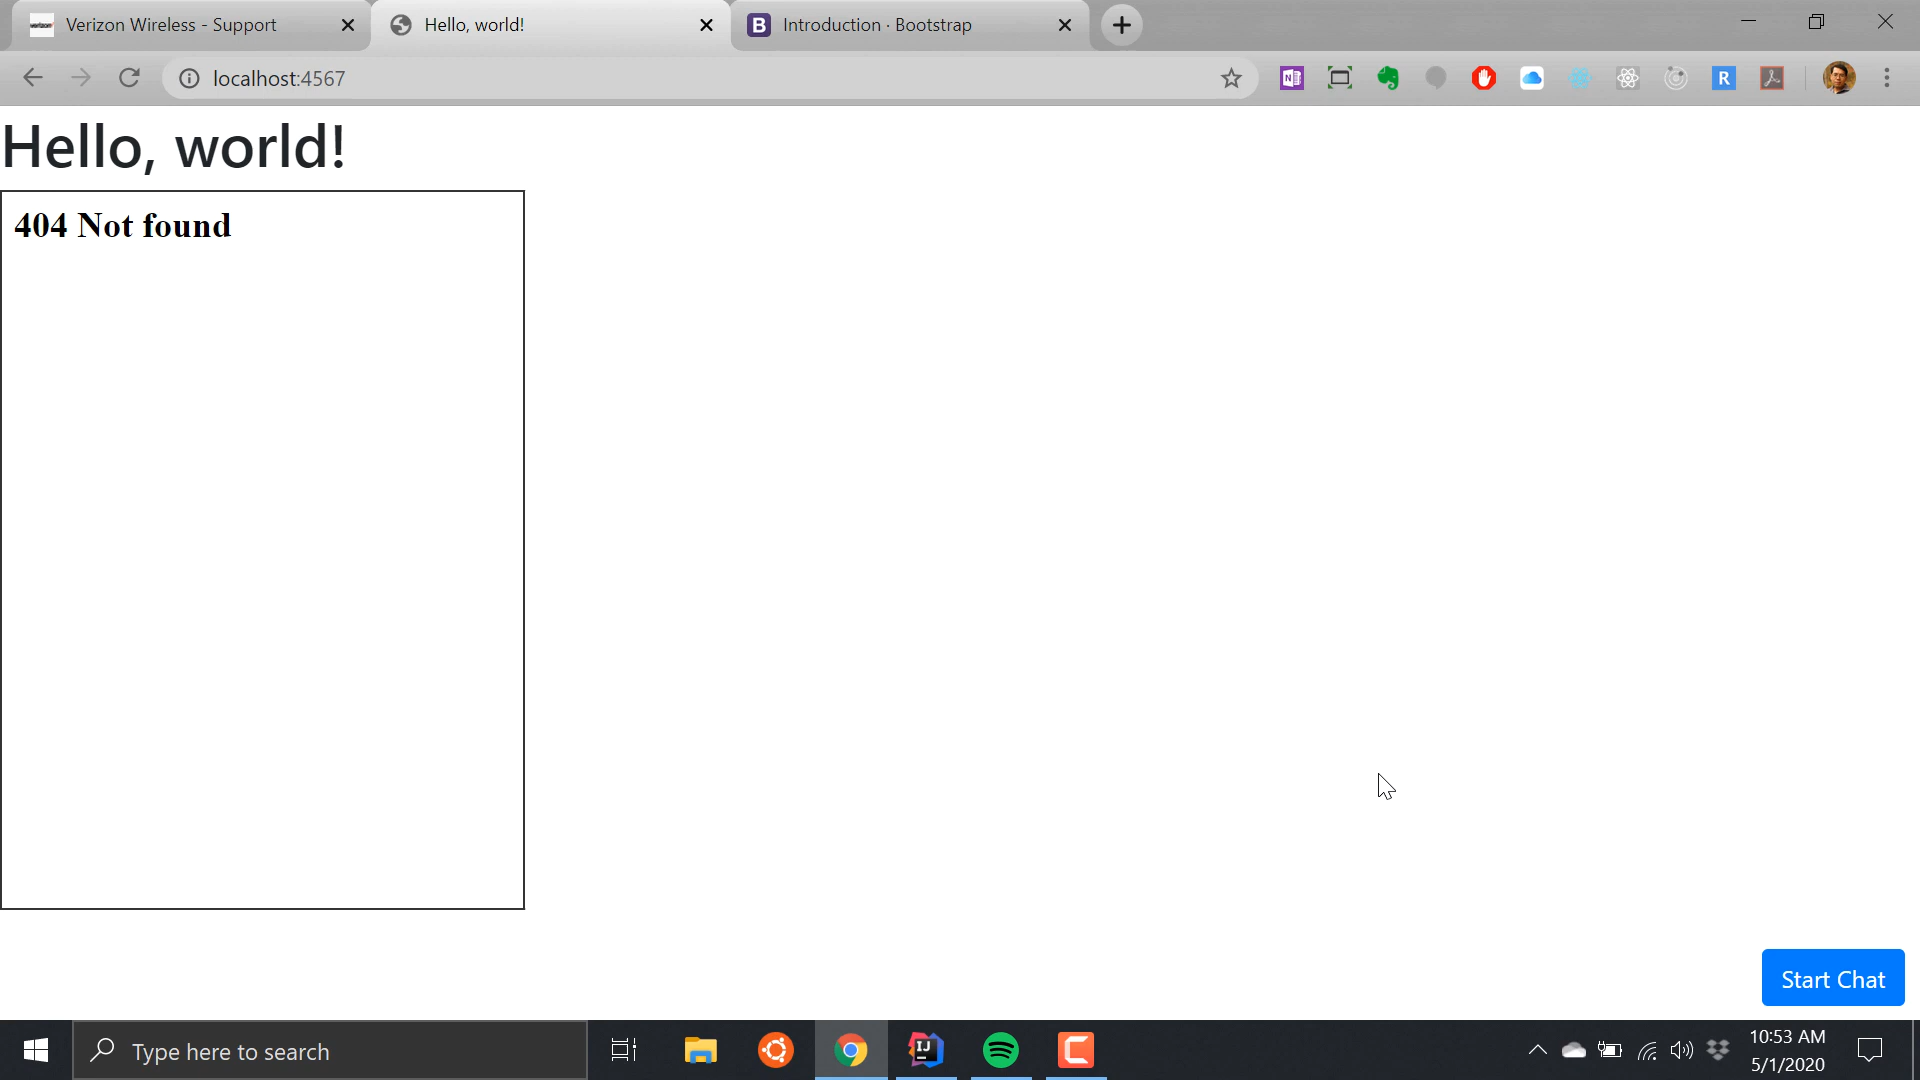 Verizon Wireless - Support
Hello, world!
B Introduction · Bootstrap
localhost:4567
N
R
Hello, world!
404 Not found
Start Chat
Type here to search
IJ
C
10:53 AM
5/1/2020